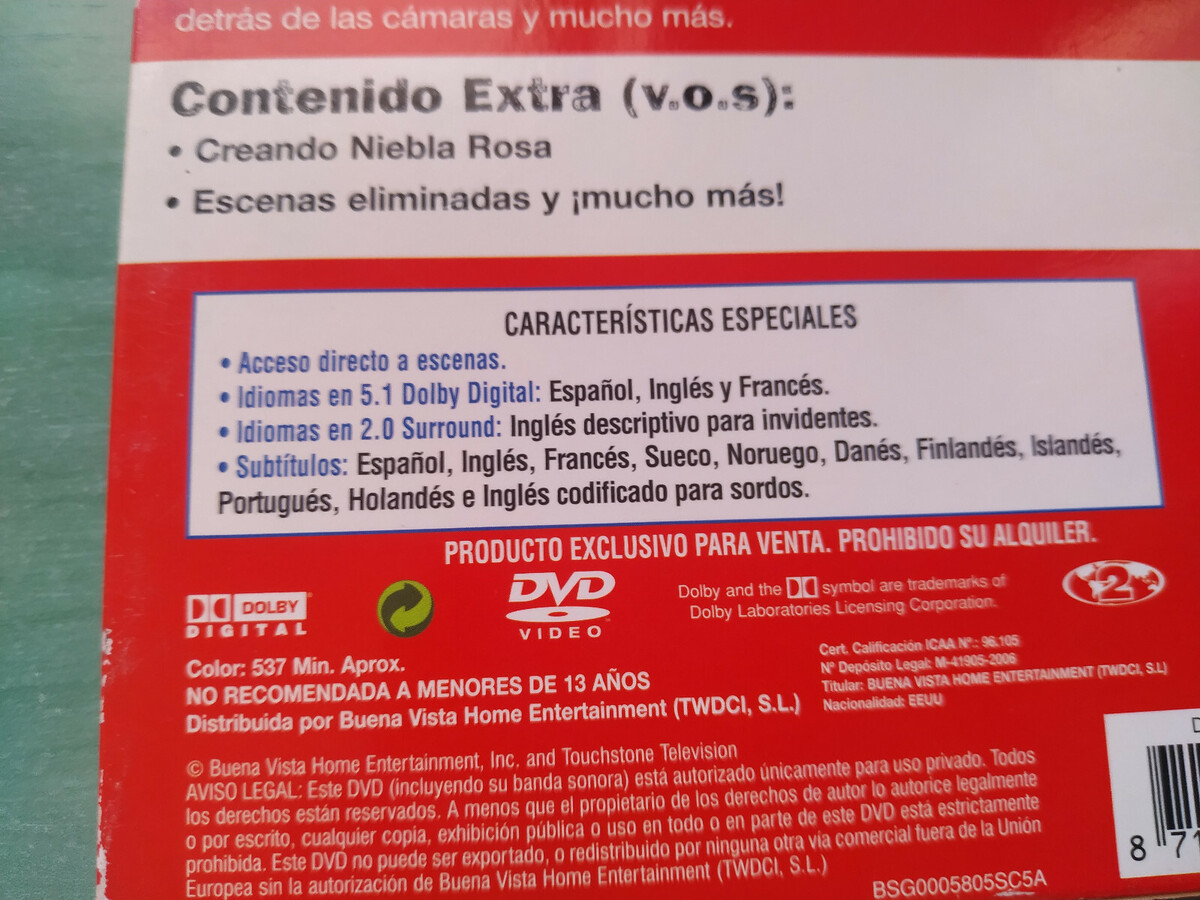 detrás de las cámaras y mucho más.
Contenido Extra (v.o.s):
• Creando Niebla Rosa
• Escenas eliminadas y ¡mucho más!
CARACTERÍSTICAS ESPECIALES
• Acceso directo a escenas.
• Idiomas en 5.1 Dolby Digital: Español, Inglés y Francés.
• Idiomas en 2.0 Surround: Inglés descriptivo para invidentes.
• Subtítulos: Español, Inglés, Francés, Sueco, Noruego, Danés, Finlandés, Islandés,
Portugués, Holandés e Inglés codificado para sordos.
PRODUCTO EXCLUSIVO PARA VENTA. PROHIBIDO SU ALQUILER.
DOLBY
DIGITAL
DVD
VIDEO
Dolby and the symbol are trademarks of
Dolby Laboratories Licensing Corporation.
2
Color: 537 Min. Aprox.
NO RECOMENDADA A MENORES DE 13 AÑOS
Distribuida por Buena Vista Home Entertainment (TWDCI, S.L.)
Cert. Calificación ICAA Nº.: 96.105
Nº Depósito Legal: M-41905-2006
Titular: BUENA VISTA HOME ENTERTAINMENT (TWDCI, S.L)
Nacionalidad: EEUU
© Buena Vista Home Entertainment, Inc. and Touchstone Television
AVISO LEGAL: Este DVD (incluyendo su banda sonora) está autorizado únicamente para uso privado. Todos
los derechos están reservados. A menos que el propietario de los derechos de autor lo autorice legalmente
o por escrito, cualquier copia, exhibición pública o uso en todo o en parte de este DVD está estrictamente
prohibida. Este DVD no puede ser exportado, o redistribuido por ninguna otra vía comercial fuera de la Unión
Europea sin la autorización de Buena Vista Home Entertainment (TWDCI, S.L.)
BSG0005805SC5A
D
8 71